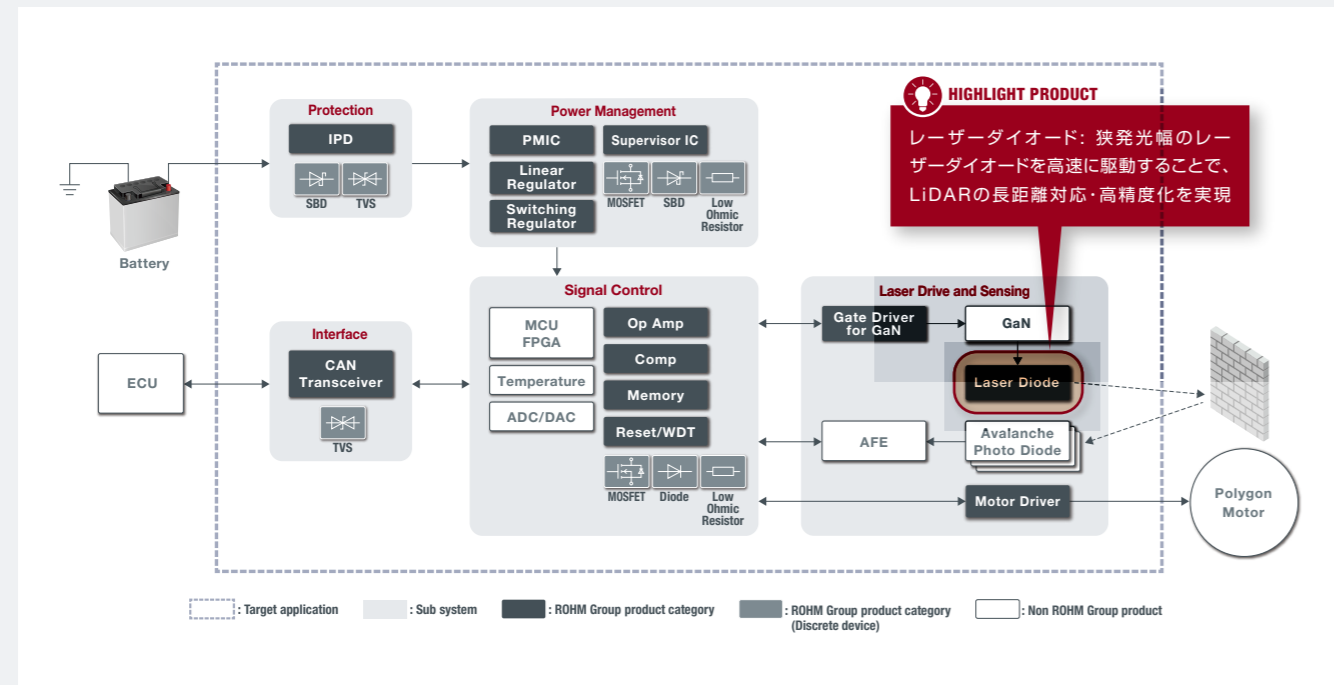 HIGHLIGHT PRODUCT
レーザーダイオード: 狭発光幅のレー
ザーダイオードを高速に駆動することで、
LiDARの長距離対応・高精度化を実現
Protection
IPD
SBD
TVS
Power Management
PMIC
Supervisor IC
Linear
Regulator
Switching
Regulator
MOSFET
SBD
Low
Ohmic
Resistor
Battery
Signal Control
MCU
FPGA
Temperature
ADC/DAC
Op Amp
Comp
Memory
Reset/WDT
MOSFET
Diode
Low
Ohmic
Resistor
Interface
CAN
Transceiver
TVS
ECU
Laser Drive and Sensing
Gate Driver
for GaN
GaN
Laser Diode
AFE
Avalanche
Photo Diode
Motor Driver
Polygon
Motor
: Target application
: Sub system
: ROHM Group product category
: ROHM Group product category
(Discrete device)
: Non ROHM Group product